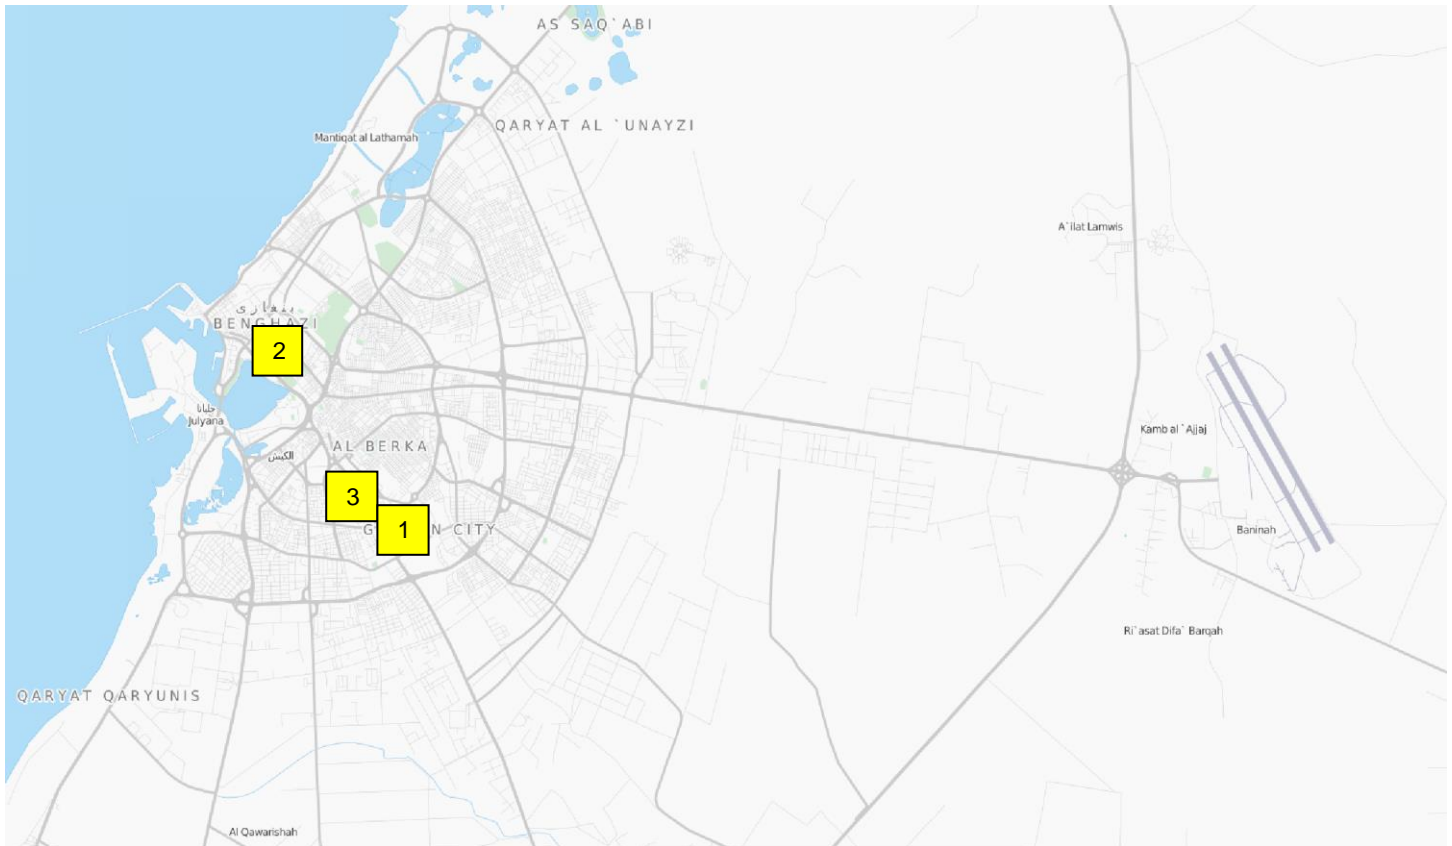 AS SAQ`ABI
QARYAT AL `UNAYZI
Mantiqat al Lathamah
A`ilat Lamwis
بنغازي
BENGHAZI
2
جليانا
Julyana
Kamb al `Ajjaj
AL BERKA
الكيش
3
G N CITY
1
Baninah
Ri`asat Difa` Barqah
QARYAT QARYUNIS
Al Qawarishah